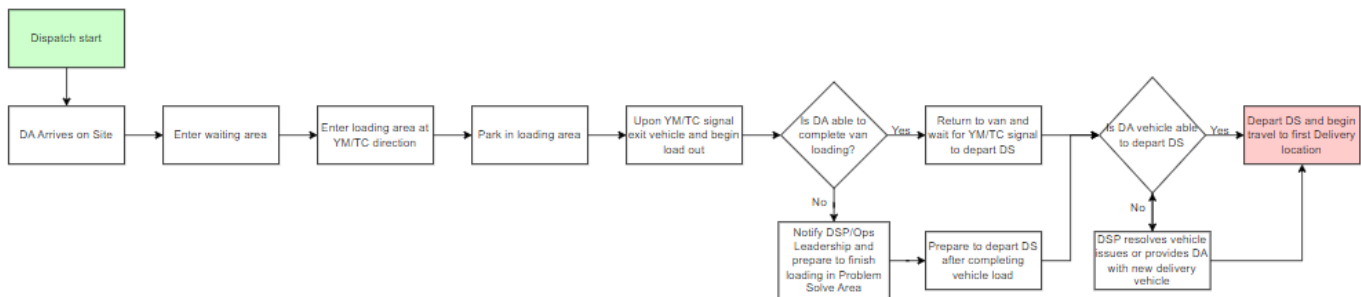 Dispatch start
DA Arrives on Site
Enter waiting area
Enter loading area at
YM/TC direction
Park in loading area
Upon YM/TC signal
exit vehicle and begin
load out
Is DA able to
complete van
loading?
Yes
Return to van and
wait for YM/TC signal
to depart DS
Is DA vehicle able
to depart DS
Yes
Depart DS and begin
travel to first Delivery
location
No
Notify DSP/Ops
Leadership and
prepare to finish
loading in Problem
Solve Area
Prepare to depart DS
after completing
vehicle load
No
DSP resolves vehicle
issues or provides DA
with new delivery
vehicle